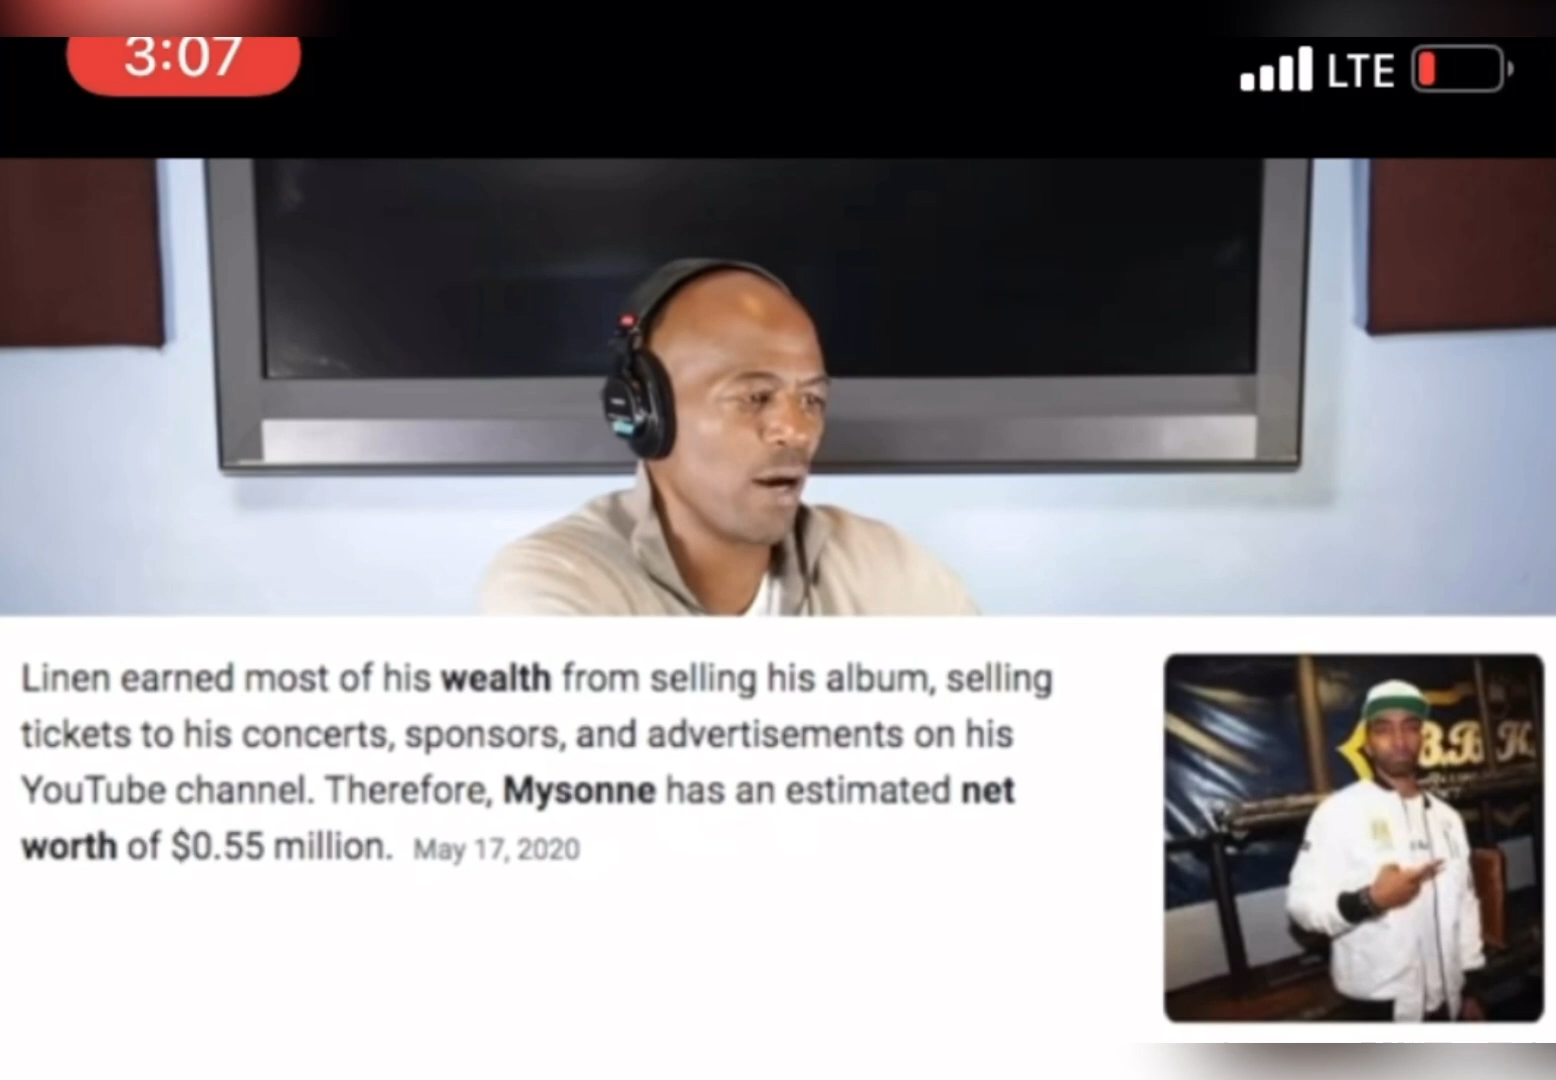 3:07
LTE
Linen earned most of his wealth from selling his album, selling
tickets to his concerts, sponsors, and advertisements on his
YouTube channel. Therefore, Mysonne has an estimated net
worth of $0.55 million. May 17, 2020
B.B.K.